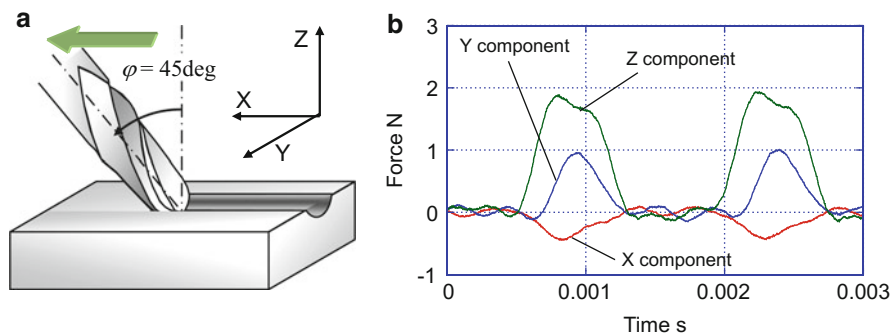 a
φ = 45deg
Z
X
Y
b
Force N
3
2
1
0
-1
Y component
Z component
X component
0
0.001
0.002
0.003
Time s